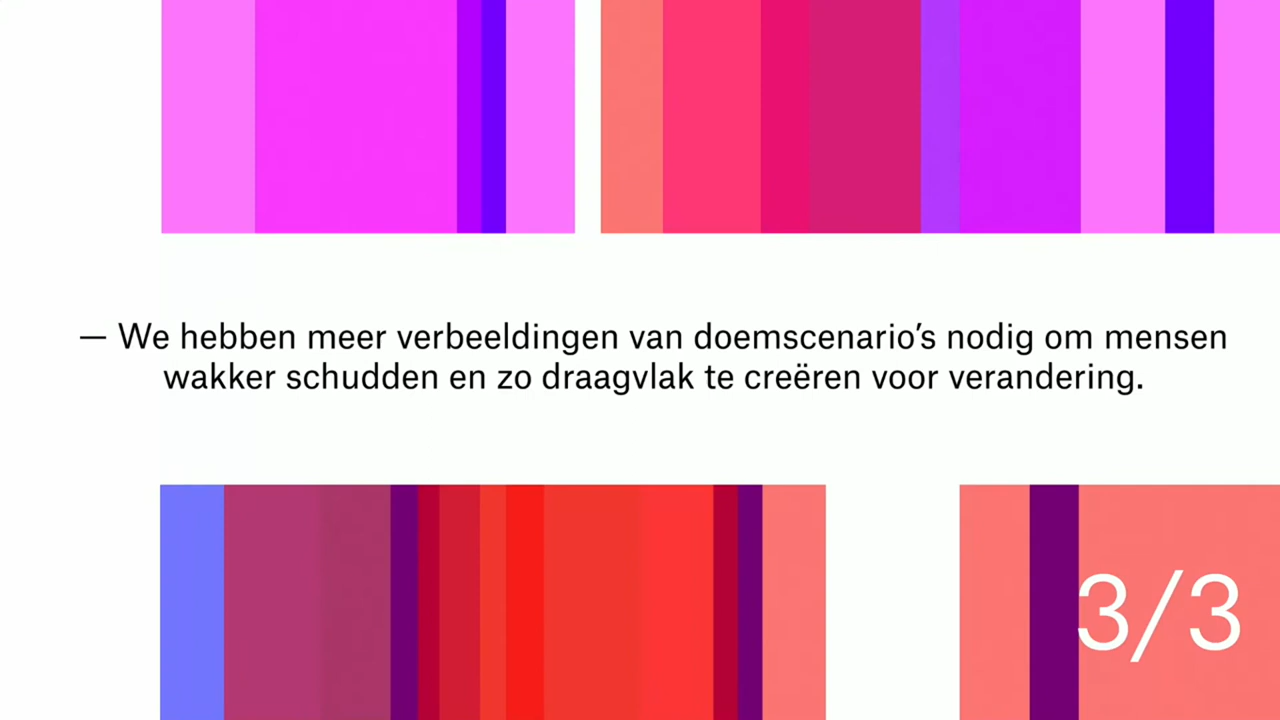 — We hebben meer verbeeldingen van doemscenario’s nodig om mensen
wakker schudden en zo draagvlak te creëren voor verandering.
3/3